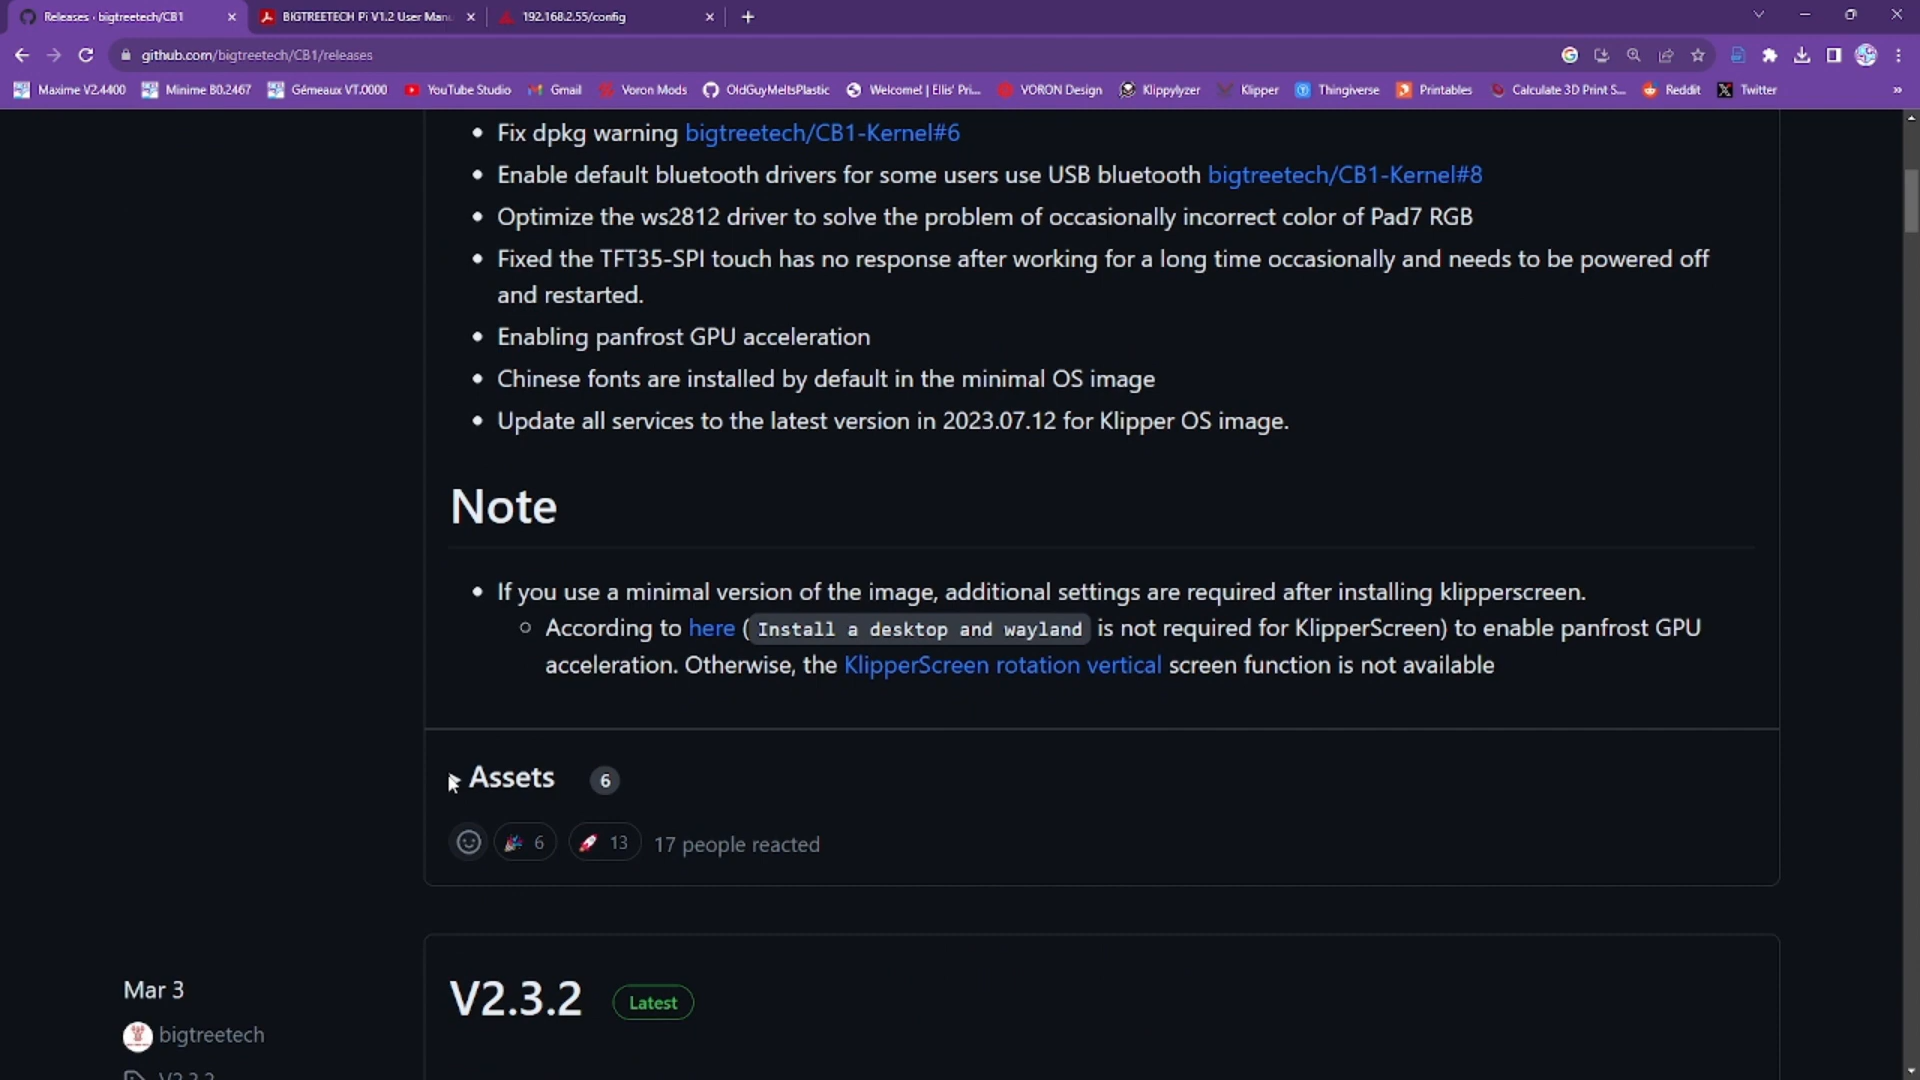 Releases · bigtreetech/CB1
BIGTREETECH Pi V1.2 User Manu
192.168.2.55/config
github.com/bigtreetech/CB1/releases
Maxime V2.4400
Minime B0.2467
Gémeaux VT.0000
YouTube Studio
Gmail
Voron Mods
OldGuyMeltsPlastic
Welcome! | Ellis' Pri...
VORON Design
Klippylyzer
Klipper
Thingiverse
Printables
Calculate 3D Print S...
Reddit
Twitter
»
• Fix dpkg warning bigtreetech/CB1-Kernel#6
• Enable default bluetooth drivers for some users use USB bluetooth bigtreetech/CB1-Kernel#8
• Optimize the ws2812 driver to solve the problem of occasionally incorrect color of Pad7 RGB
• Fixed the TFT35-SPI touch has no response after working for a long time occasionally and needs to be powered off
and restarted.
• Enabling panfrost GPU acceleration
• Chinese fonts are installed by default in the minimal OS image
• Update all services to the latest version in 2023.07.12 for Klipper OS image.
Note
• If you use a minimal version of the image, additional settings are required after installing klipperscreen.
○ According to here ( Install a desktop and wayland is not required for KlipperScreen) to enable panfrost GPU
acceleration. Otherwise, the KlipperScreen rotation vertical screen function is not available
Assets 6
6 13 17 people reacted
Mar 3
bigtreetech
V2.3.2
V2.3.2 Latest